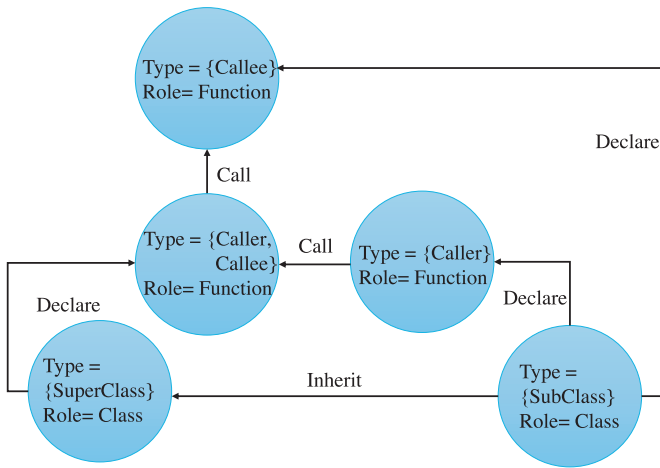 Type = {Callee}
Role= Function
Declare
Call
Type = {Caller,
Callee}
Role= Function
Call
Type = {Caller}
Role= Function
Declare
Declare
Type =
{SuperClass}
Role= Class
Inherit
Type =
{SubClass}
Role= Class